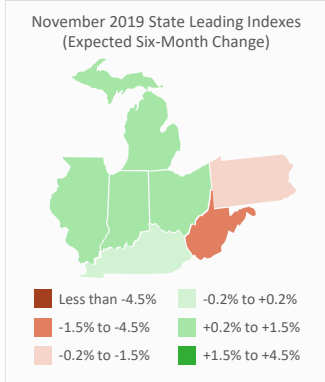 November 2019 State Leading Indexes
(Expected Six-Month Change)
Less than -4.5%
-0.2% to +0.2%
-1.5% to -4.5%
+0.2% to +1.5%
-0.2% to -1.5%
+1.5% to +4.5%